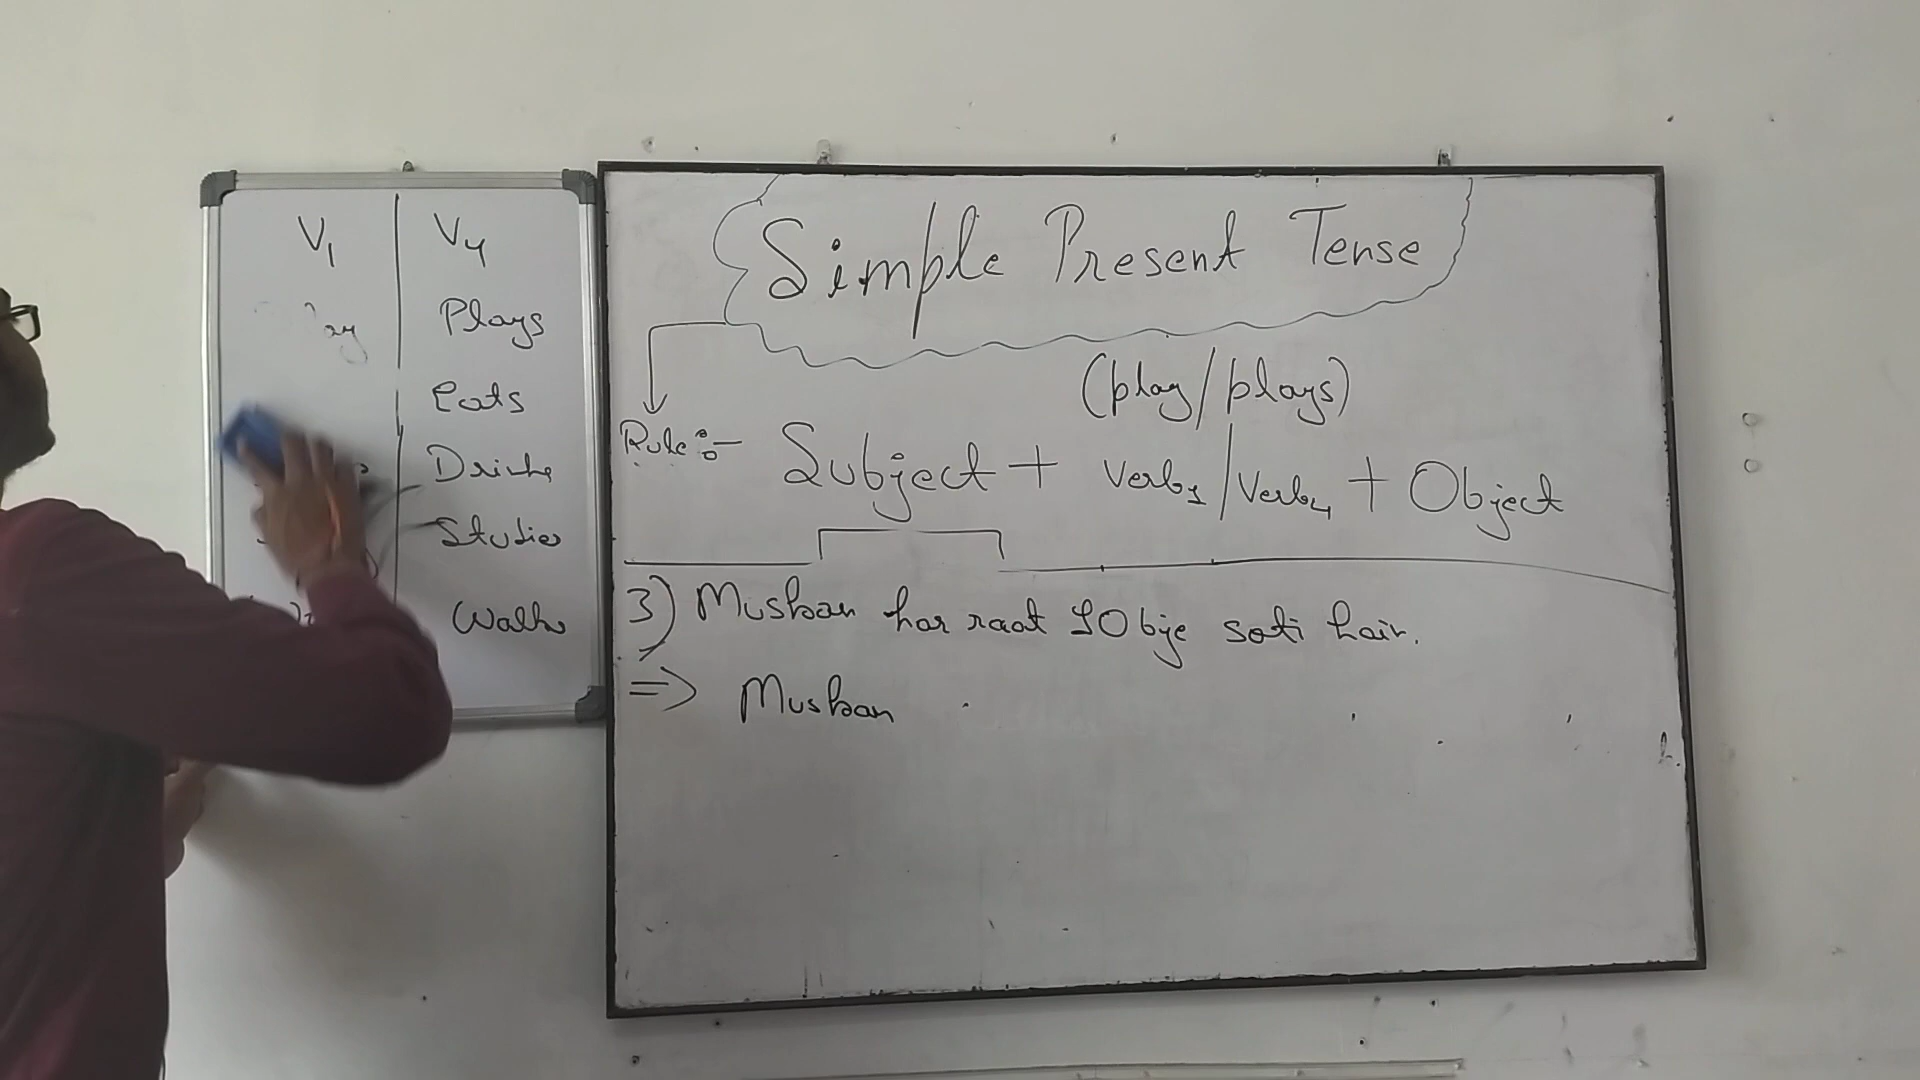 V1 V4
Plays
Eats
Drinks
Studies
Walks
Simple Present Tense
(play/plays)
Rule:- Subject + Verb1/Verb4 + Object
3) Muskan har raat 10 bje soti hair.
=> Muskan